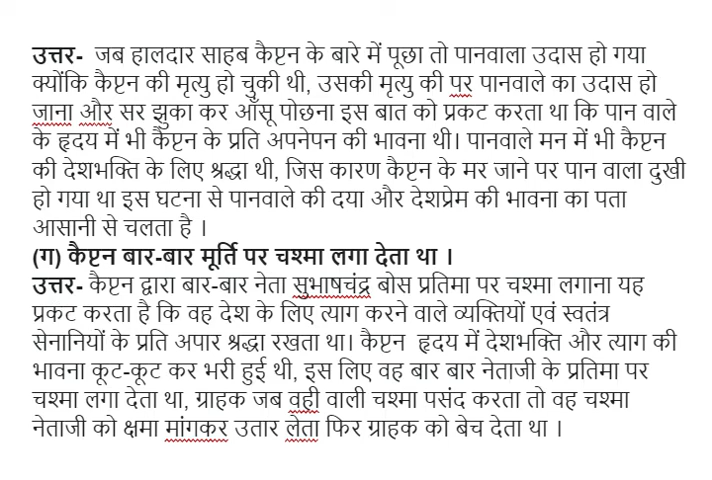 उत्तर- जब हालदार साहब कैप्टन के बारे में पूछा तो पानवाला उदास हो गया
क्योंकि कैप्टन की मृत्यु हो चुकी थी, उसकी मृत्यु की पर पानवाले का उदास हो
जाना और सर झुका कर आँसू पोछना इस बात को प्रकट करता था कि पान वाले
के हृदय में भी कैप्टन के प्रति अपनेपन की भावना थी। पानवाले मन में भी कैप्टन
की देशभक्ति के लिए श्रद्धा थी, जिस कारण कैप्टन के मर जाने पर पान वाला दुखी
हो गया था इस घटना से पानवाले की दया और देशप्रेम की भावना का पता
आसानी से चलता है ।
(ग) कैप्टन बार-बार मूर्ति पर चश्मा लगा देता था ।
उत्तर- कैप्टन द्वारा बार-बार नेता सुभाषचंद्र बोस प्रतिमा पर चश्मा लगाना यह
प्रकट करता है कि वह देश के लिए त्याग करने वाले व्यक्तियों एवं स्वतंत्र
सेनानियों के प्रति अपार श्रद्धा रखता था। कैप्टन हृदय में देशभक्ति और त्याग की
भावना कूट-कूट कर भरी हुई थी, इस लिए वह बार बार नेताजी के प्रतिमा पर
चश्मा लगा देता था, ग्राहक जब वही वाली चश्मा पसंद करता तो वह चश्मा
नेताजी को क्षमा मांगकर उतार लेता फिर ग्राहक को बेच देता था ।